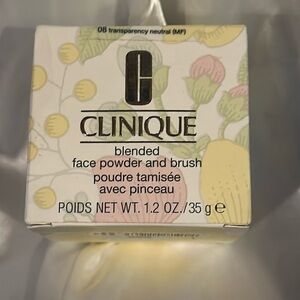 08 transparency neutral (MF)
C
CLINIQUE
blended
face powder and brush
poudre tamisée
avec pinceau
POIDS NET WT. 1.2 OZ./35 g ℮